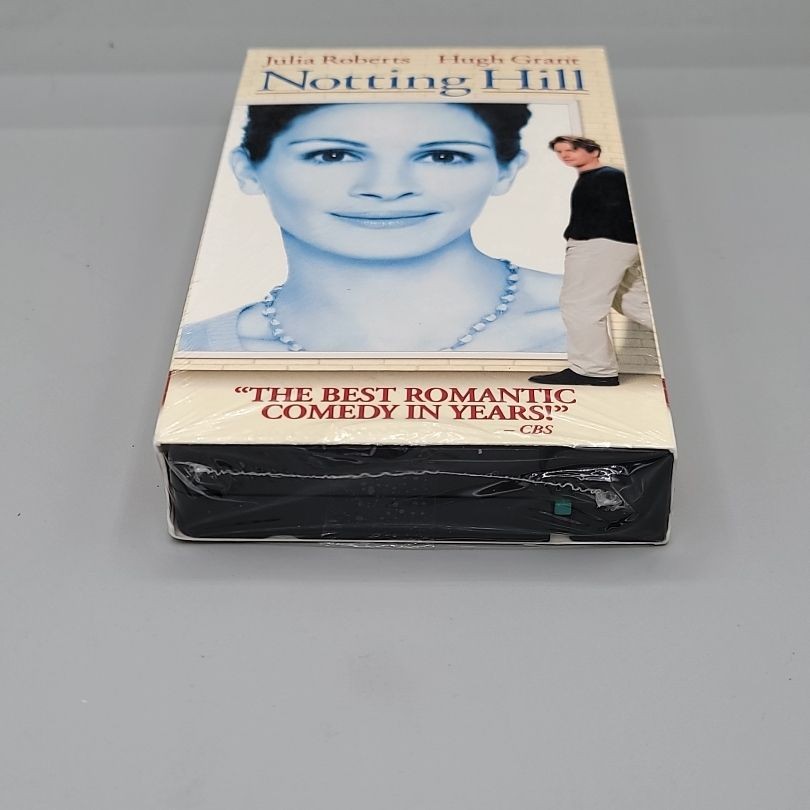 Julia Roberts Hugh Grant
Notting Hill
“THE BEST ROMANTIC
COMEDY IN YEARS!”
– CBS